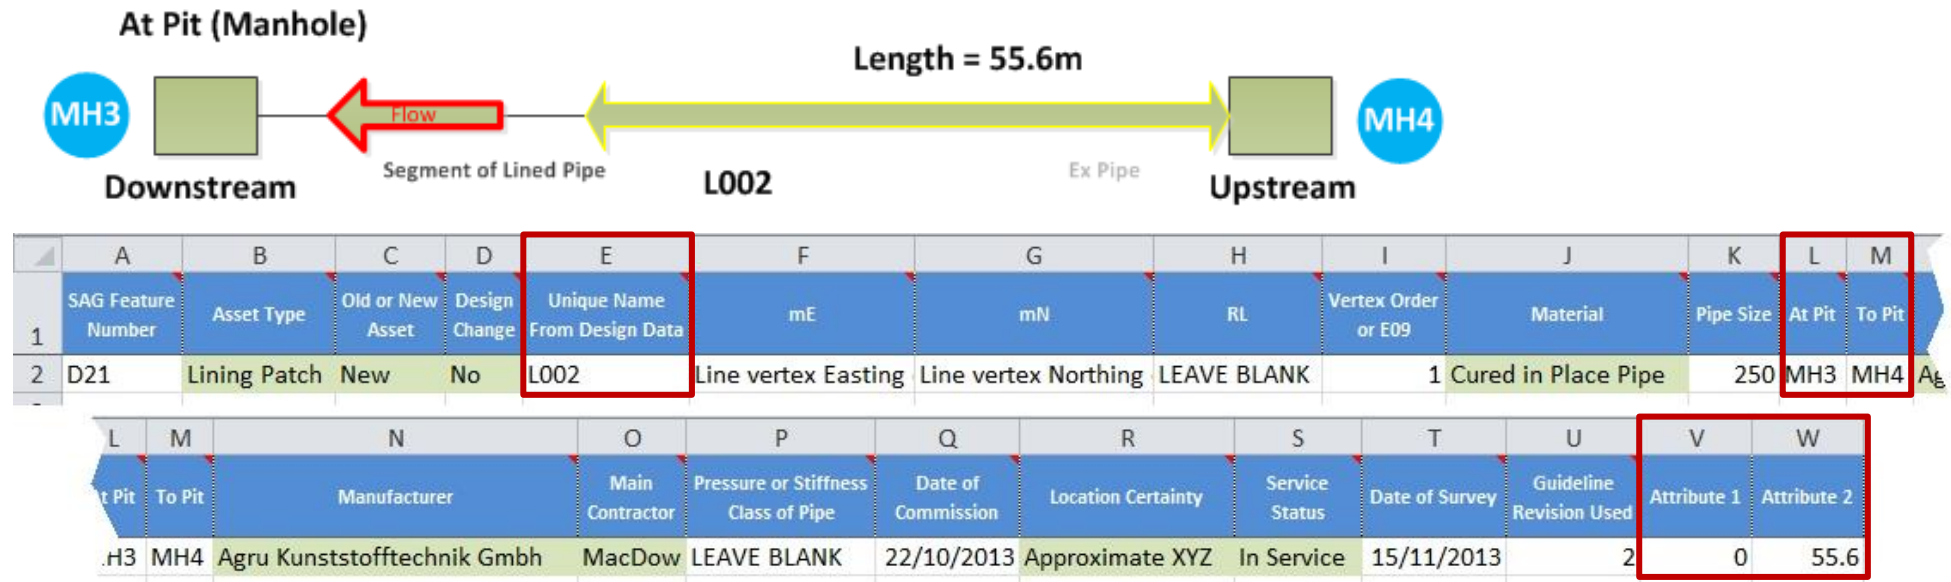 At Pit (Manhole)
Length = 55.6m
MH3
Flow
MH4
Segment of Lined Pipe
Ex Pipe
Downstream
L002
Upstream
A B C D E F G H I J K L M
1 SAG Feature Number Asset Type Old or New Asset Design Change Unique Name From Design Data mE mN RL Vertex Order or E09 Material Pipe Size At Pit To Pit
2 D21 Lining Patch New No L002 Line vertex Easting Line vertex Northing LEAVE BLANK 1 Cured in Place Pipe 250 MH3 MH4 Ag
L M N O P Q R S T U V W
t Pit To Pit Manufacturer Main Contractor Pressure or Stiffness Class of Pipe Date of Commission Location Certainty Service Status Date of Survey Guideline Revision Used Attribute 1 Attribute 2
H3 MH4 Agru Kunststofftechnik Gmbh MacDow LEAVE BLANK 22/10/2013 Approximate XYZ In Service 15/11/2013 2 0 55.6